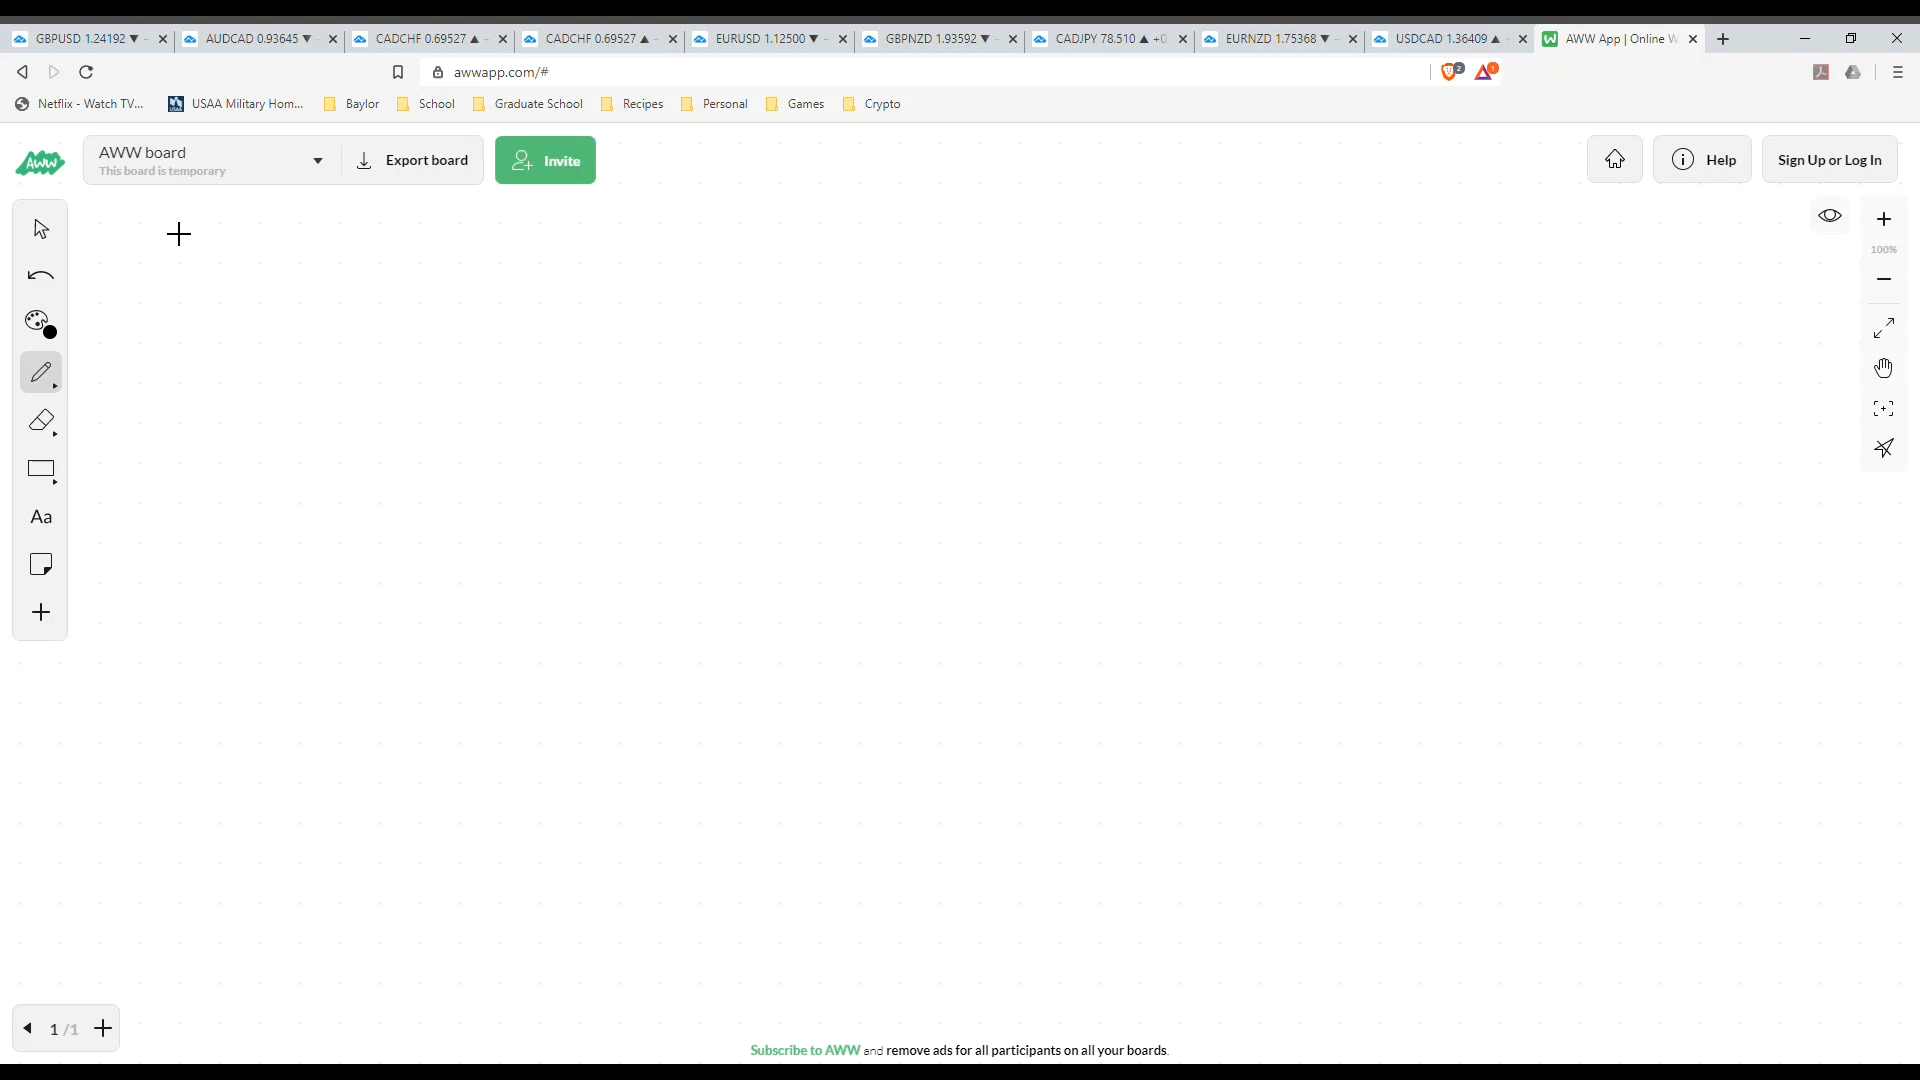 GBPUSD 1.24192 ▼ AUDCAD 0.93645 ▼ CADCHF 0.69527 ▲ CADCHF 0.69527 ▲ EURUSD 1.12500 ▼ GBPNZD 1.93592 ▼ CADJPY 78.510 ▲ +0 EURNZD 1.75368 ▼ USDCAD 1.36409 ▲ AWW App | Online W
awwapp.com/# 2 1
Netflix - Watch TV... USAA Military Hom... Baylor School Graduate School Recipes Personal Games Crypto
AWW AWW board Export board Invite Help Sign Up or Log In
This board is temporary
100%
Aa
1 /1
Subscribe to AWW and remove ads for all participants on all your boards.